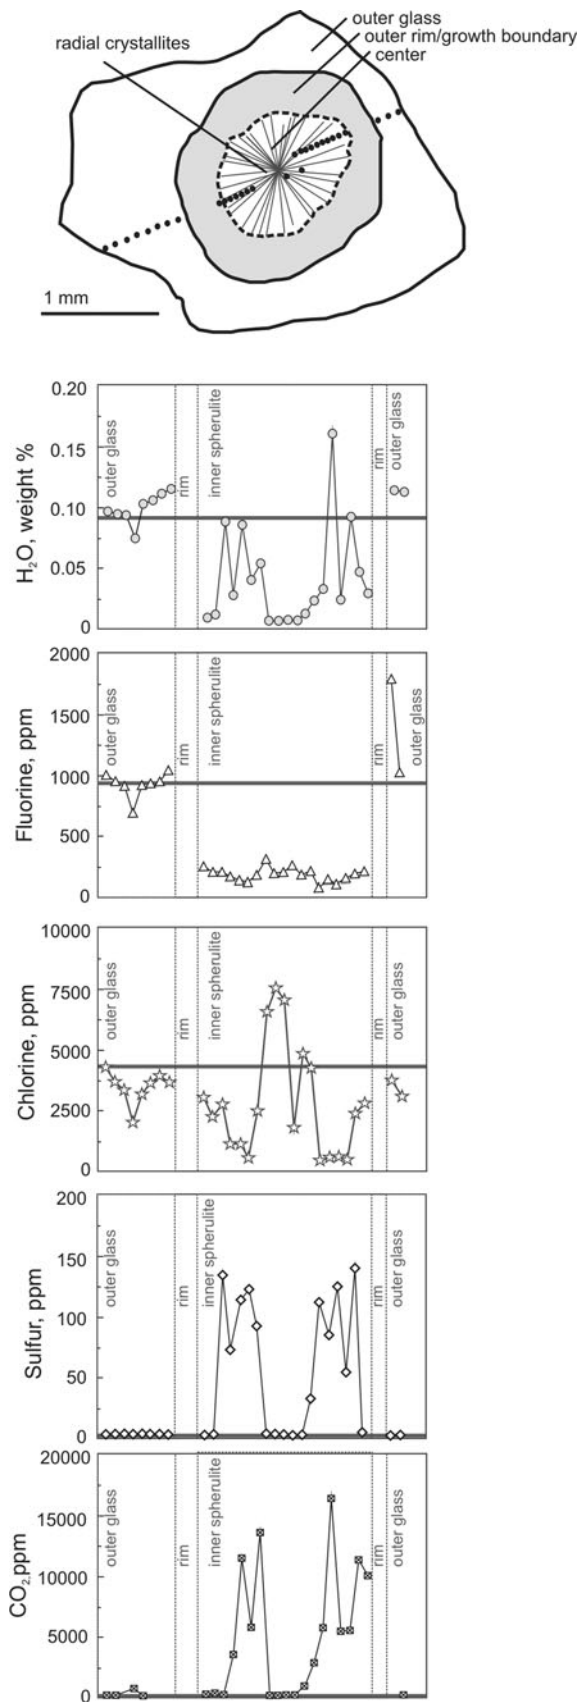 outer glass
outer rim/growth boundary
radial crystallites
center
1 mm
H₂O, weight %
0.20
0.15
0.10
0.05
0
outer glass
rim
inner spherulite
rim
outer glass
Fluorine, ppm
2000
1500
1000
500
0
outer glass
rim
inner spherulite
rim
outer glass
Chlorine, ppm
10000
7500
5000
2500
0
outer glass
rim
inner spherulite
rim
outer glass
Sulfur, ppm
200
150
100
50
0
outer glass
rim
inner spherulite
rim
outer glass
CO₂,ppm
20000
15000
10000
5000
0
outer glass
rim
inner spherulite
rim
outer glass